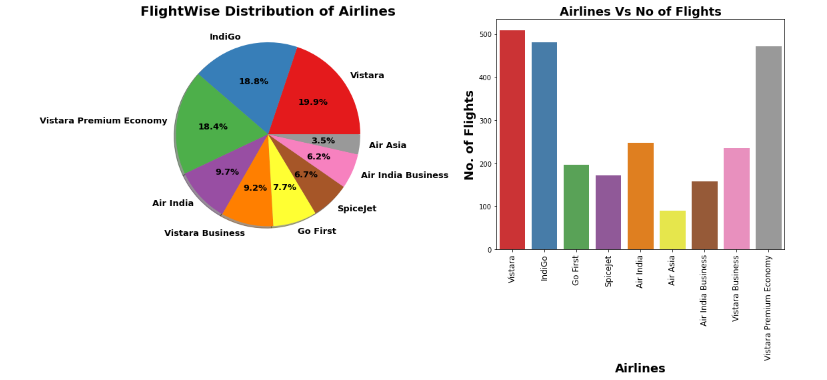 FlightWise Distribution of Airlines
IndiGo
Vistara
18.8%
19.9%
Vistara Premium Economy
18.4%
3.5%
Air Asia
6.2%
9.7%
6.7%
Air India Business
9.2%
7.7%
Air India
SpiceJet
Vistara Business
Go First
Airlines Vs No of Flights
No. of Flights
500
400
300
200
100
0
Vistara
IndiGo
Go First
SpiceJet
Air India
Air Asia
Air India Business
Vistara Business
Vistara Premium Economy
Airlines